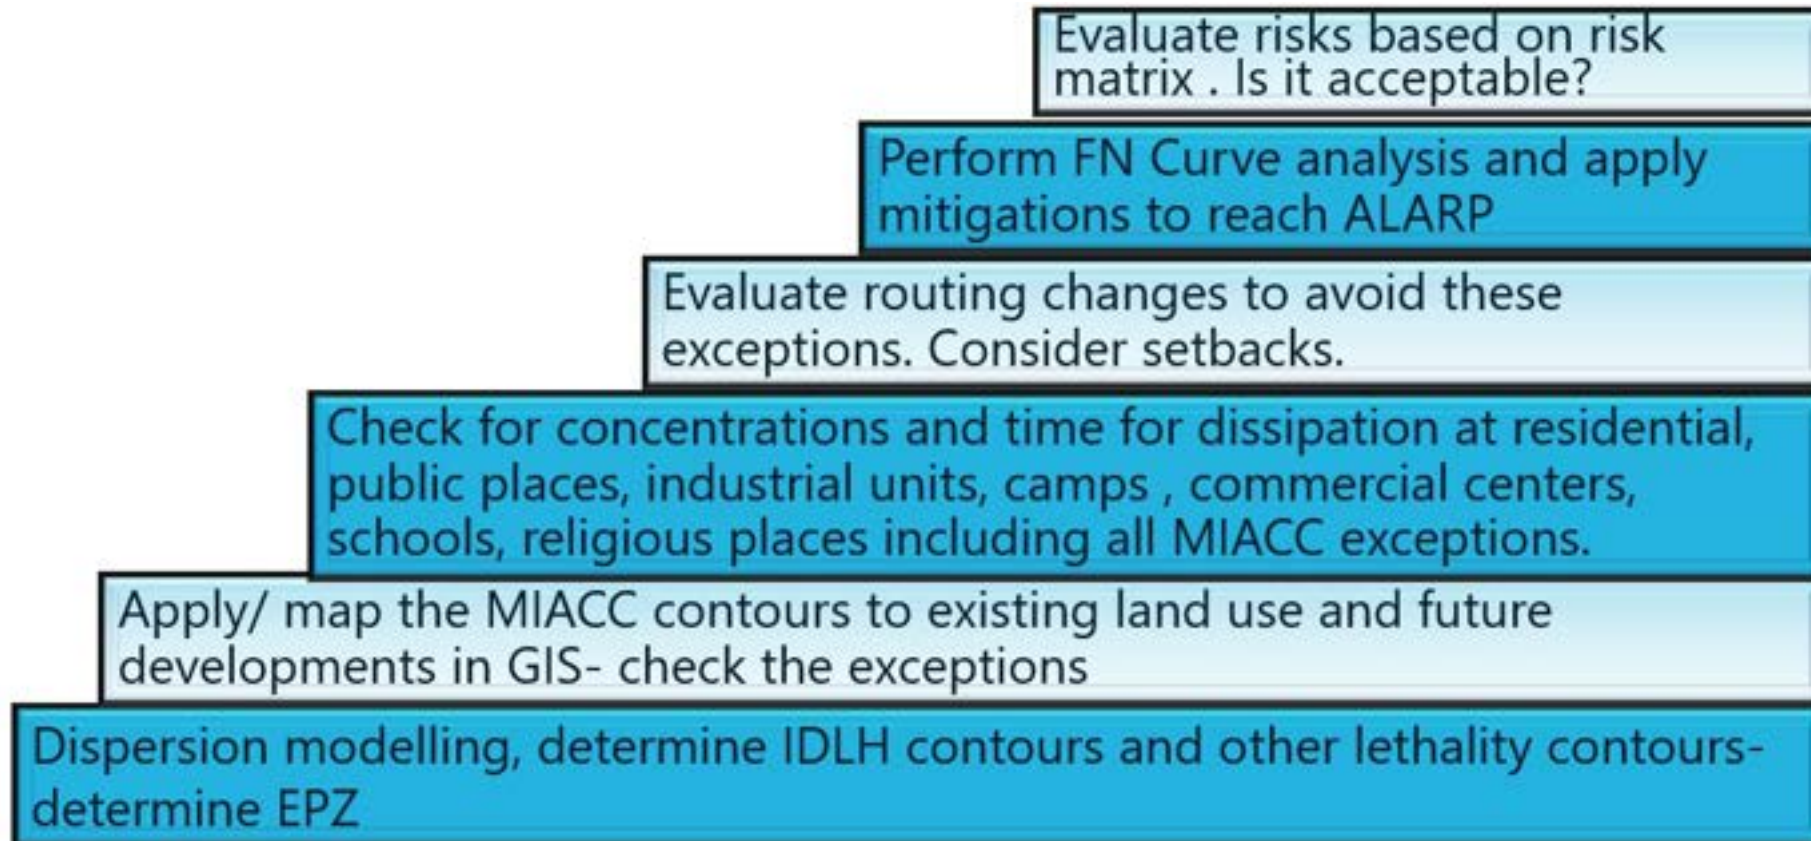 Evaluate risks based on risk
matrix . Is it acceptable?
Perform FN Curve analysis and apply
mitigations to reach ALARP
Evaluate routing changes to avoid these
exceptions. Consider setbacks.
Check for concentrations and time for dissipation at residential,
public places, industrial units, camps , commercial centers,
schools, religious places including all MIACC exceptions.
Apply/ map the MIACC contours to existing land use and future
developments in GIS- check the exceptions
Dispersion modelling, determine IDLH contours and other lethality contours-
determine EPZ